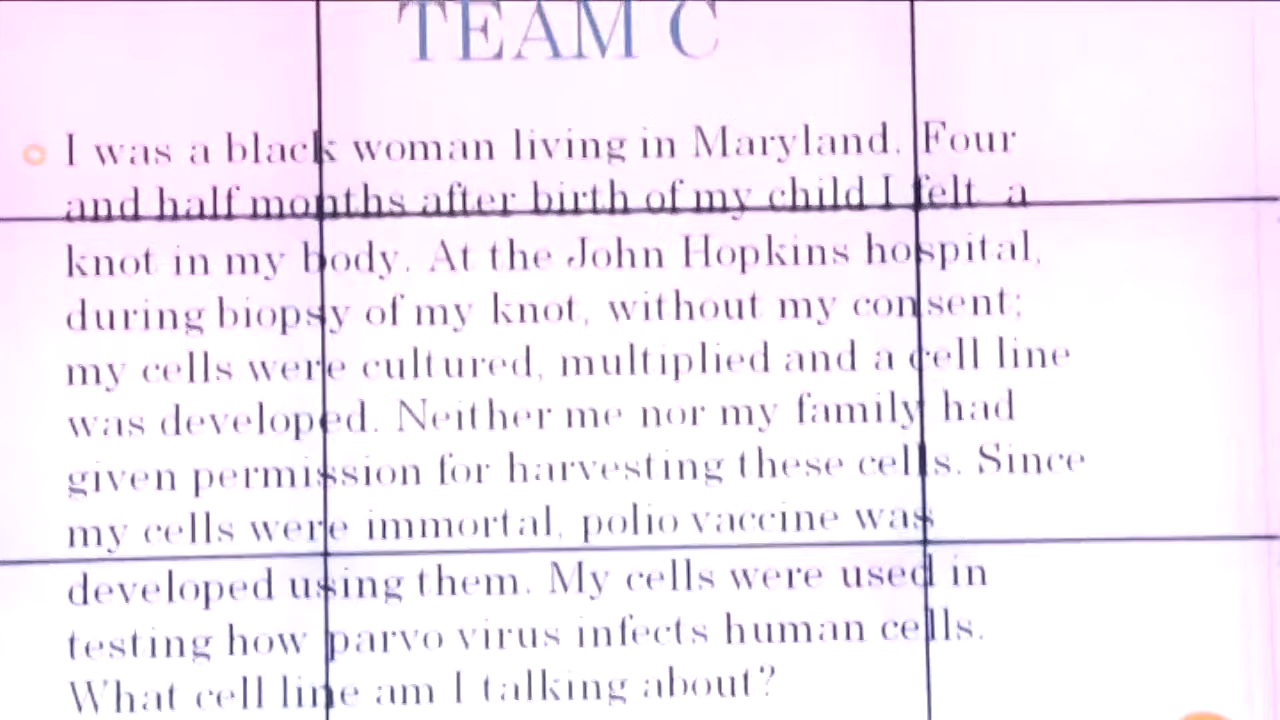 TEAM C
I was a black woman living in Maryland. Four
and half months after birth of my child I felt a
knot in my body. At the John Hopkins hospital,
during biopsy of my knot, without my consent;
my cells were cultured, multiplied and a cell line
was developed. Neither me nor my family had
given permission for harvesting these cells. Since
my cells were immortal, polio vaccine was
developed using them. My cells were used in
testing how parvo virus infects human cells.
What cell line am I talking about?